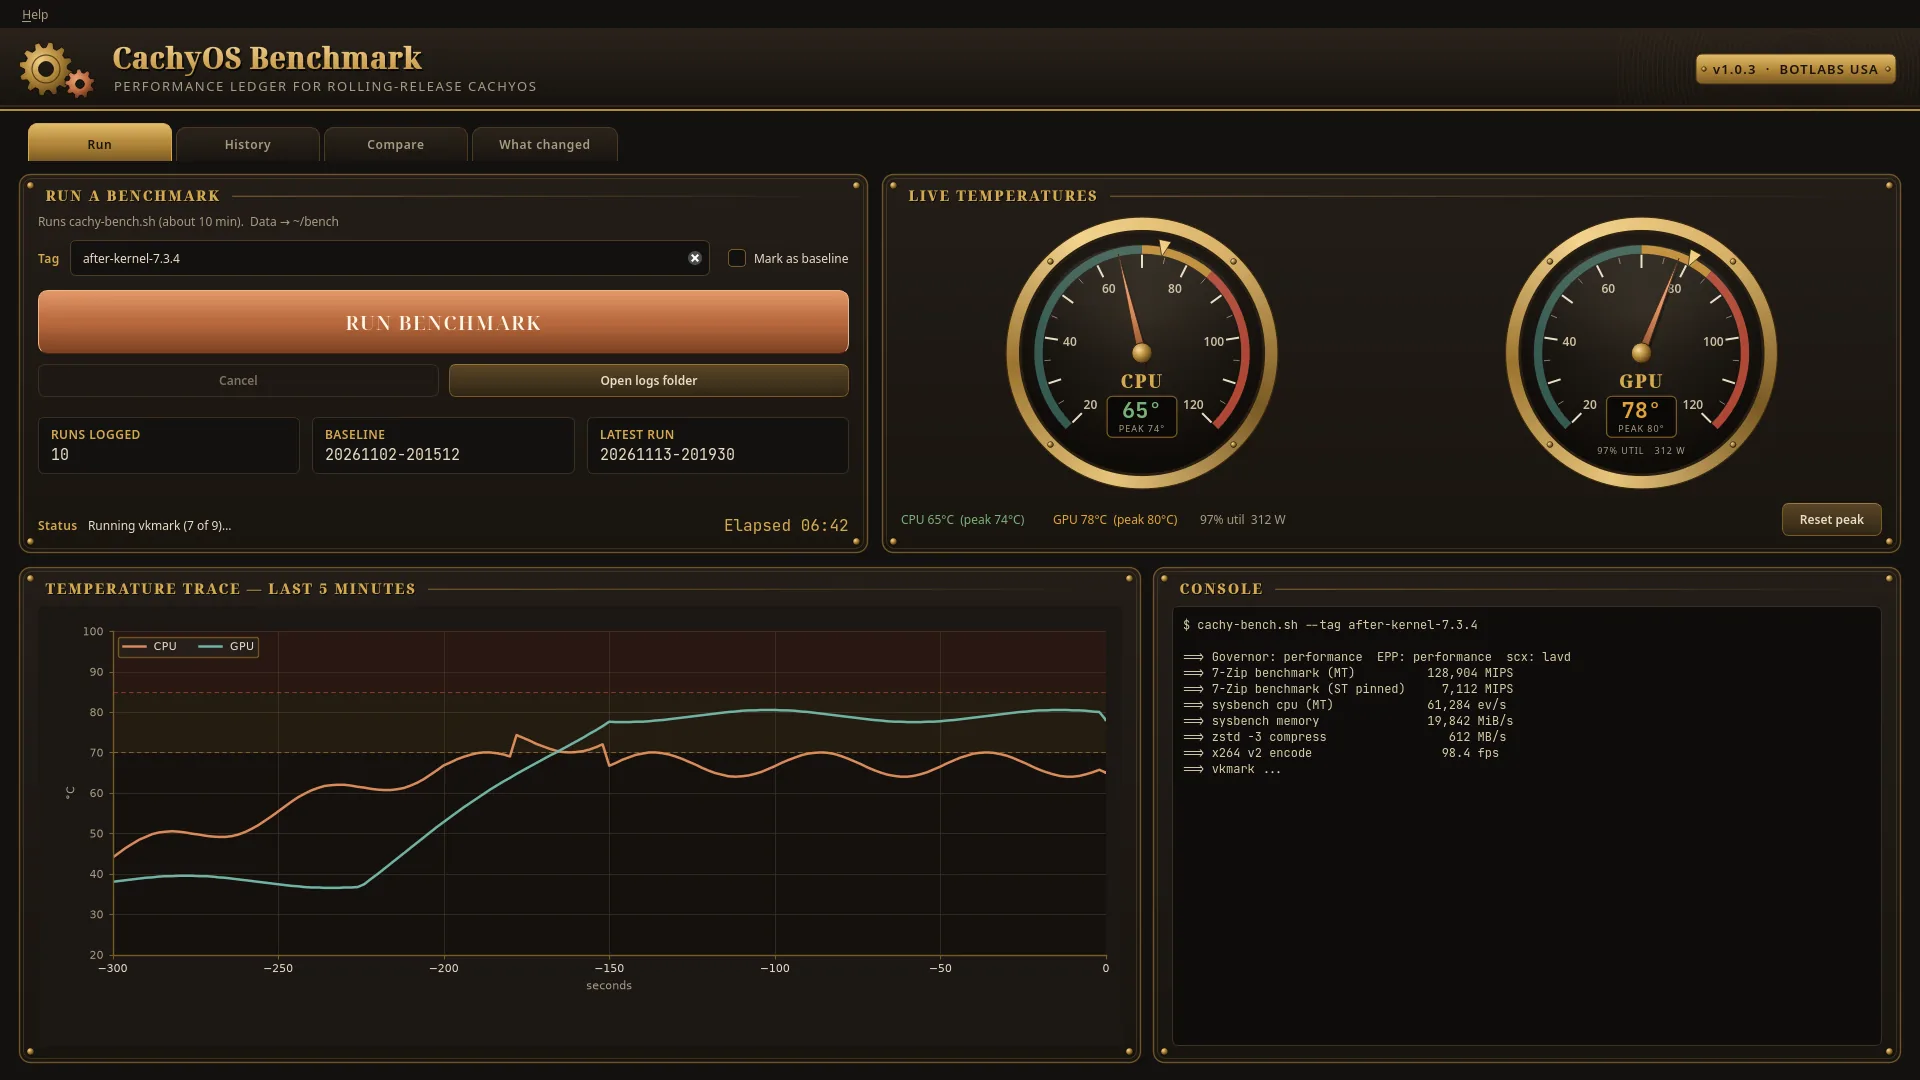 Help
CachyOS Benchmark
PERFORMANCE LEDGER FOR ROLLING-RELEASE CACHYOS
v1.0.3 · BOTLABS USA
Run
History
Compare
What changed
RUN A BENCHMARK
Runs cachy-bench.sh (about 10 min). Data → ~/bench
Tag
after-kernel-7.3.4
Mark as baseline
RUN BENCHMARK
Cancel
Open logs folder
RUNS LOGGED
10
BASELINE
20261102-201512
LATEST RUN
20261113-201930
Status Running vkmark (7 of 9)...
Elapsed 06:42
LIVE TEMPERATURES
20 40 60 80 100 120
CPU
65°
PEAK 74°
20 40 60 80 100 120
GPU
78°
PEAK 80°
97% UTIL 312 W
CPU 65°C (peak 74°C)
GPU 78°C (peak 80°C)
97% util 312 W
Reset peak
TEMPERATURE TRACE — LAST 5 MINUTES
CPU
GPU
100
90
80
70
60
50
40
30
20
°C
−300 −250 −200 −150 −100 −50 0
seconds
CONSOLE
$ cachy-bench.sh --tag after-kernel-7.3.4
==> Governor: performance EPP: performance scx: lavd
==> 7-Zip benchmark (MT) 128,904 MIPS
==> 7-Zip benchmark (ST pinned) 7,112 MIPS
==> sysbench cpu (MT) 61,284 ev/s
==> sysbench memory 19,842 MiB/s
==> zstd -3 compress 612 MB/s
==> x264 v2 encode 98.4 fps
==> vkmark ...